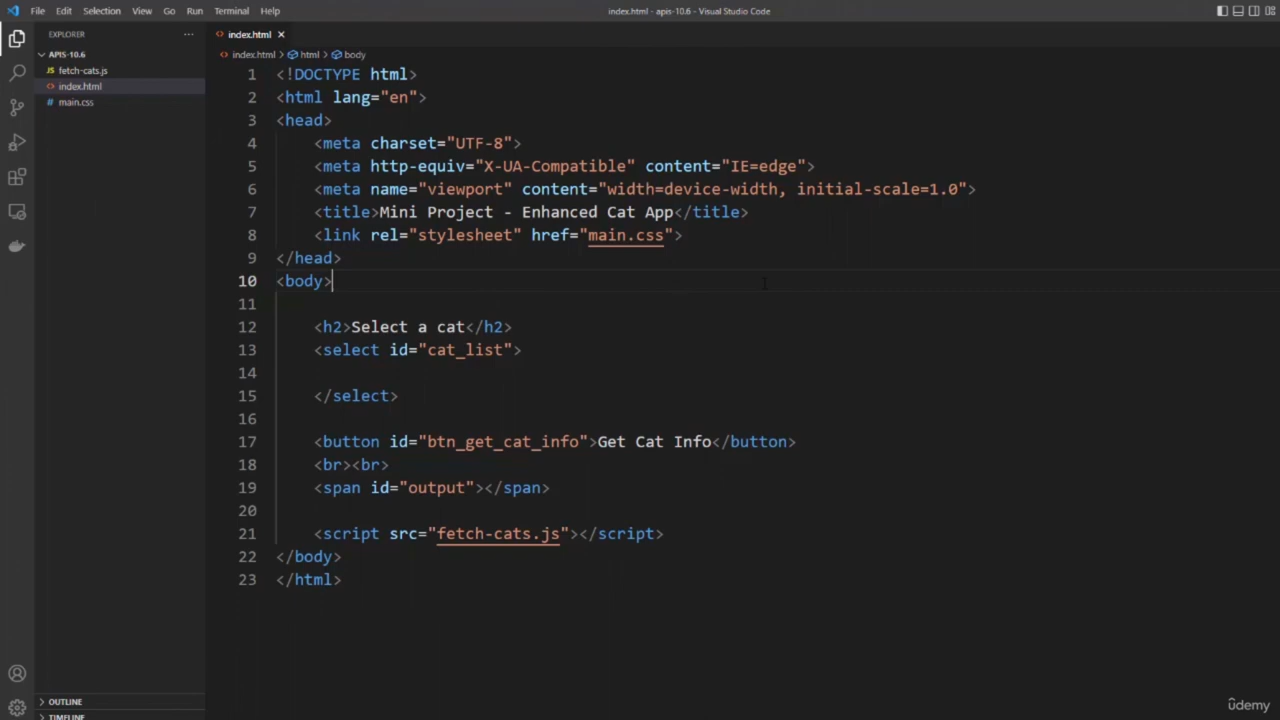 File Edit Selection View Go Run Terminal Help
index.html - apis-10.6 - Visual Studio Code
EXPLORER
APIS-10.6
JS fetch-cats.js
<> index.html
# main.css
OUTLINE
TIMELINE
<> index.html
<> index.html > html > body
1 <!DOCTYPE html>
2 <html lang="en">
3 <head>
4 <meta charset="UTF-8">
5 <meta http-equiv="X-UA-Compatible" content="IE=edge">
6 <meta name="viewport" content="width=device-width, initial-scale=1.0">
7 <title>Mini Project - Enhanced Cat App</title>
8 <link rel="stylesheet" href="main.css">
9 </head>
10 <body>
11
12 <h2>Select a cat</h2>
13 <select id="cat_list">
14
15 </select>
16
17 <button id="btn_get_cat_info">Get Cat Info</button>
18 <br><br>
19 <span id="output"></span>
20
21 <script src="fetch-cats.js"></script>
22 </body>
23 </html>
ûdemy